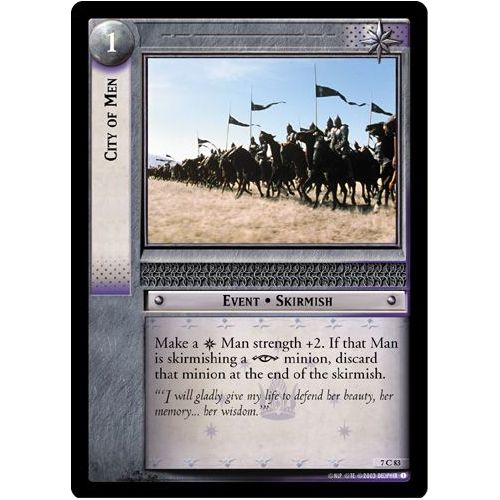 1
CITY OF MEN
EVENT • SKIRMISH
Make a Man strength +2. If that Man
is skirmishing a minion, discard
that minion at the end of the skirmish.
"'I will gladly give my life to defend her beauty, her
memory... her wisdom.'"
7 C 83